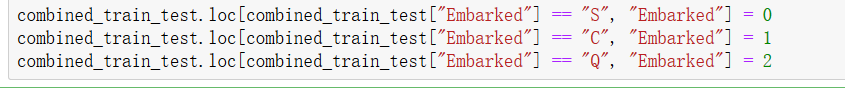 combined_train_test.loc[combined_train_test["Embarked"] == "S", "Embarked"] = 0
combined_train_test.loc[combined_train_test["Embarked"] == "C", "Embarked"] = 1
combined_train_test.loc[combined_train_test["Embarked"] == "Q", "Embarked"] = 2